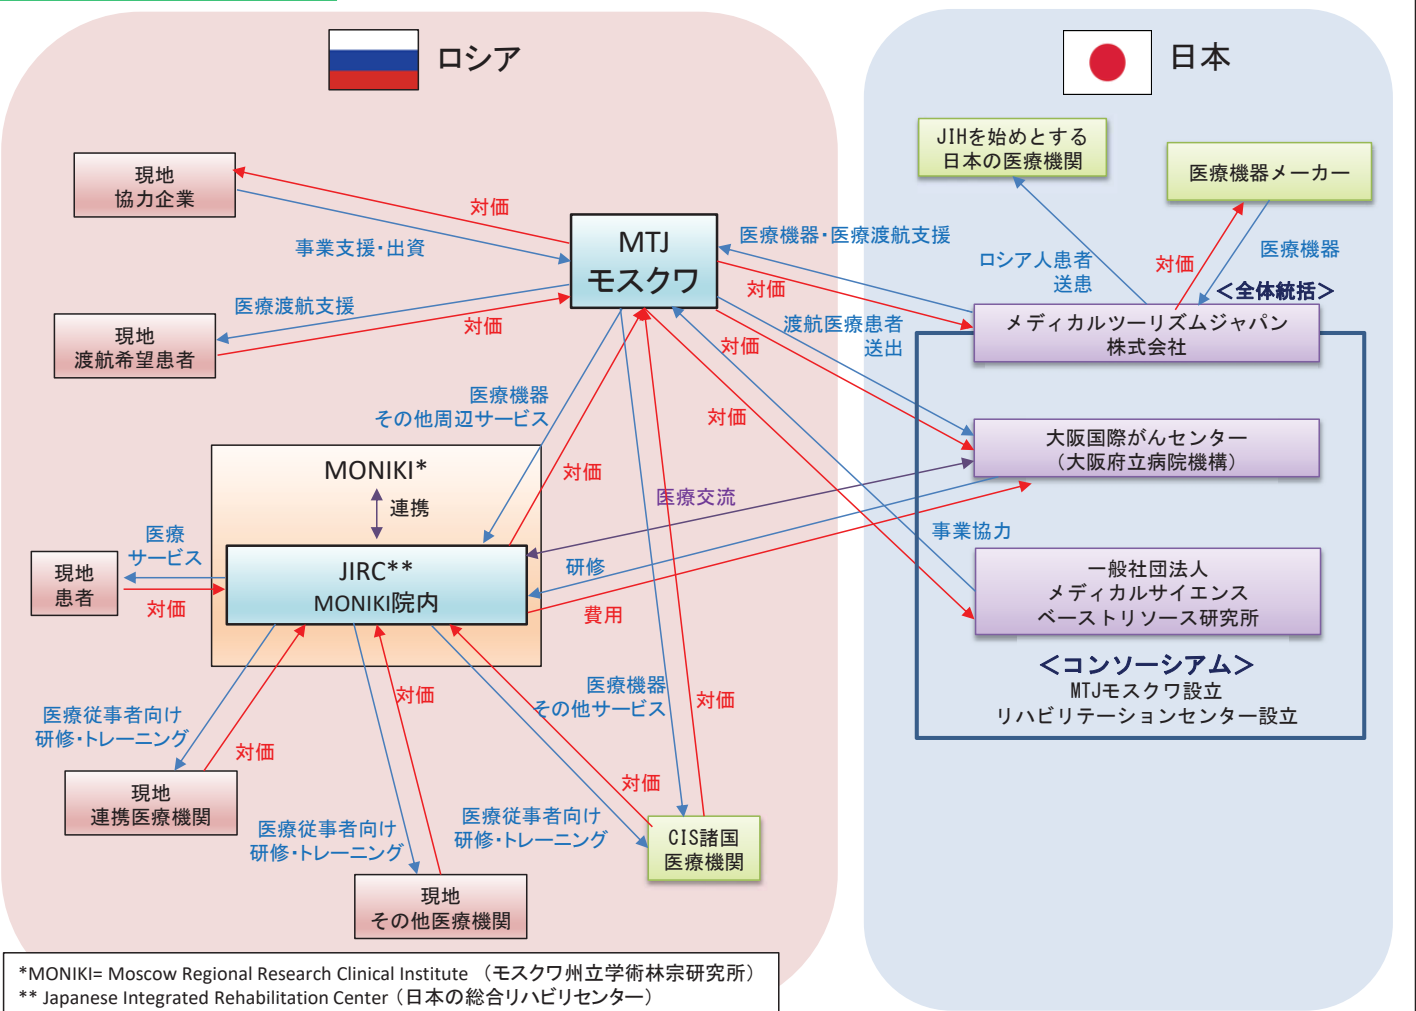 ロシア
日本
JIHを始めとする
日本の医療機関
医療機器メーカー
現地
協力企業
対価
事業支援・出資
MTJ
モスクワ
医療機器・医療渡航支援
対価
ロシア人患者
送患
対価
医療機器
＜全体統括＞
メディカルツーリズムジャパン
株式会社
医療渡航支援
対価
現地
渡航希望患者
渡航医療患者
送出
対価
対価
医療機器
その他周辺サービス
対価
大阪国際がんセンター
（大阪府立病院機構）
MONIKI*
連携
医療交流
事業協力
医療
サービス
現地
患者
対価
JIRC**
MONIKI院内
研修
費用
一般社団法人
メディカルサイエンス
ベーストリソース研究所
＜コンソーシアム＞
MTJモスクワ設立
リハビリテーションセンター設立
医療機器
その他サービス
対価
対価
医療従事者向け
研修・トレーニング
対価
対価
現地
連携医療機関
医療従事者向け
研修・トレーニング
医療従事者向け
研修・トレーニング
CIS諸国
医療機関
現地
その他医療機関
*MONIKI= Moscow Regional Research Clinical Institute （モスクワ州立学術林宗研究所）
** Japanese Integrated Rehabilitation Center（日本の総合リハビリセンター）